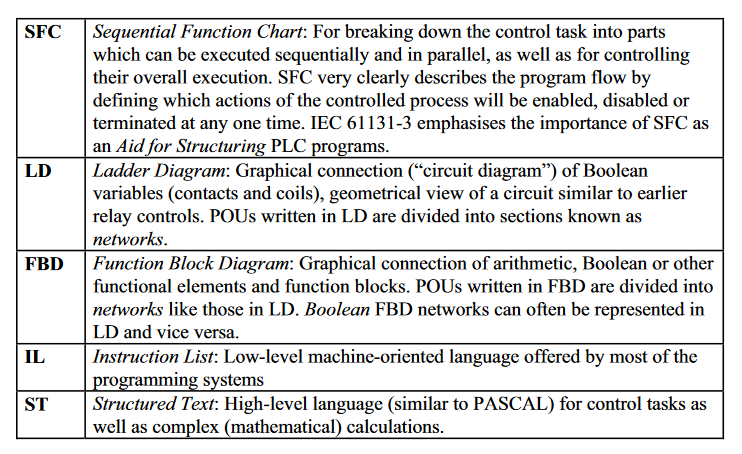 SFC Sequential Function Chart: For breaking down the control task into parts
which can be executed sequentially and in parallel, as well as for controlling
their overall execution. SFC very clearly describes the program flow by
defining which actions of the controlled process will be enabled, disabled or
terminated at any one time. IEC 61131-3 emphasises the importance of SFC as
an Aid for Structuring PLC programs.
LD Ladder Diagram: Graphical connection (“circuit diagram”) of Boolean
variables (contacts and coils), geometrical view of a circuit similar to earlier
relay controls. POUs written in LD are divided into sections known as
networks.
FBD Function Block Diagram: Graphical connection of arithmetic, Boolean or other
functional elements and function blocks. POUs written in FBD are divided into
networks like those in LD. Boolean FBD networks can often be represented in
LD and vice versa.
IL Instruction List: Low-level machine-oriented language offered by most of the
programming systems
ST Structured Text: High-level language (similar to PASCAL) for control tasks as
well as complex (mathematical) calculations.